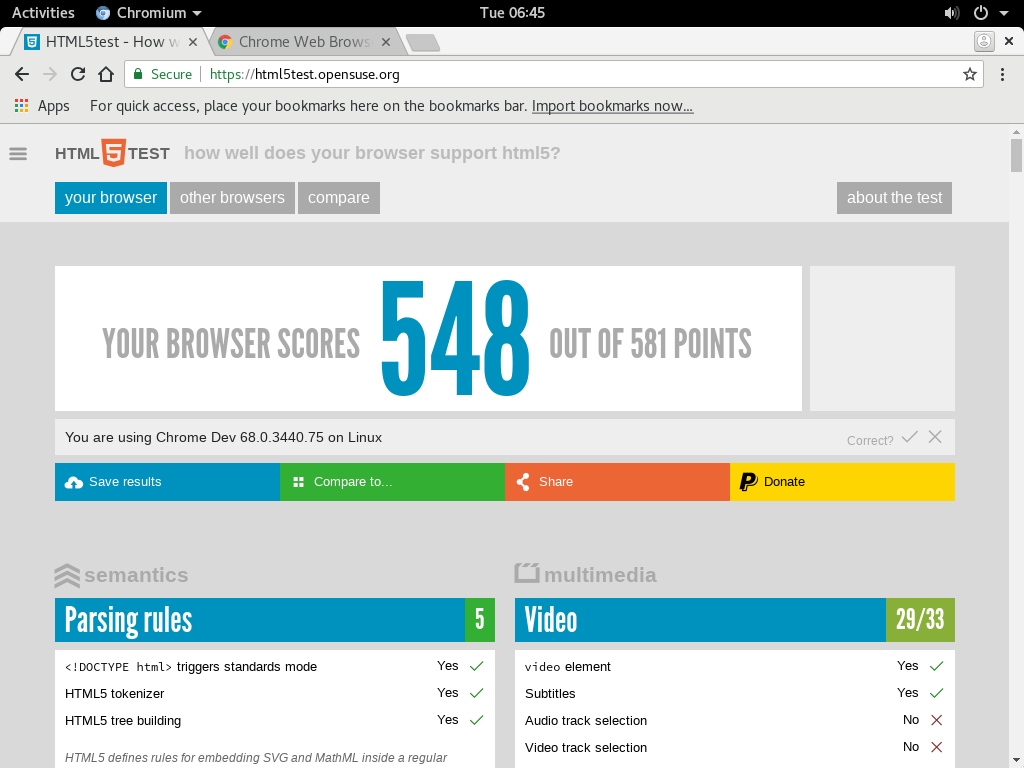 Activities Chromium Tue 06:45
HTML5test - How w Chrome Web Brows
Secure https://html5test.opensuse.org
Apps For quick access, place your bookmarks here on the bookmarks bar. Import bookmarks now...
HTML5TEST how well does your browser support html5?
your browser other browsers compare about the test
YOUR BROWSER SCORES 548 OUT OF 581 POINTS
You are using Chrome Dev 68.0.3440.75 on Linux Correct?
Save results Compare to... Share Donate
semantics multimedia
Parsing rules 5 Video 29/33
<!DOCTYPE html> triggers standards mode Yes video element Yes
HTML5 tokenizer Yes Subtitles Yes
HTML5 tree building Yes Audio track selection No
Video track selection No
HTML5 defines rules for embedding SVG and MathML inside a regular